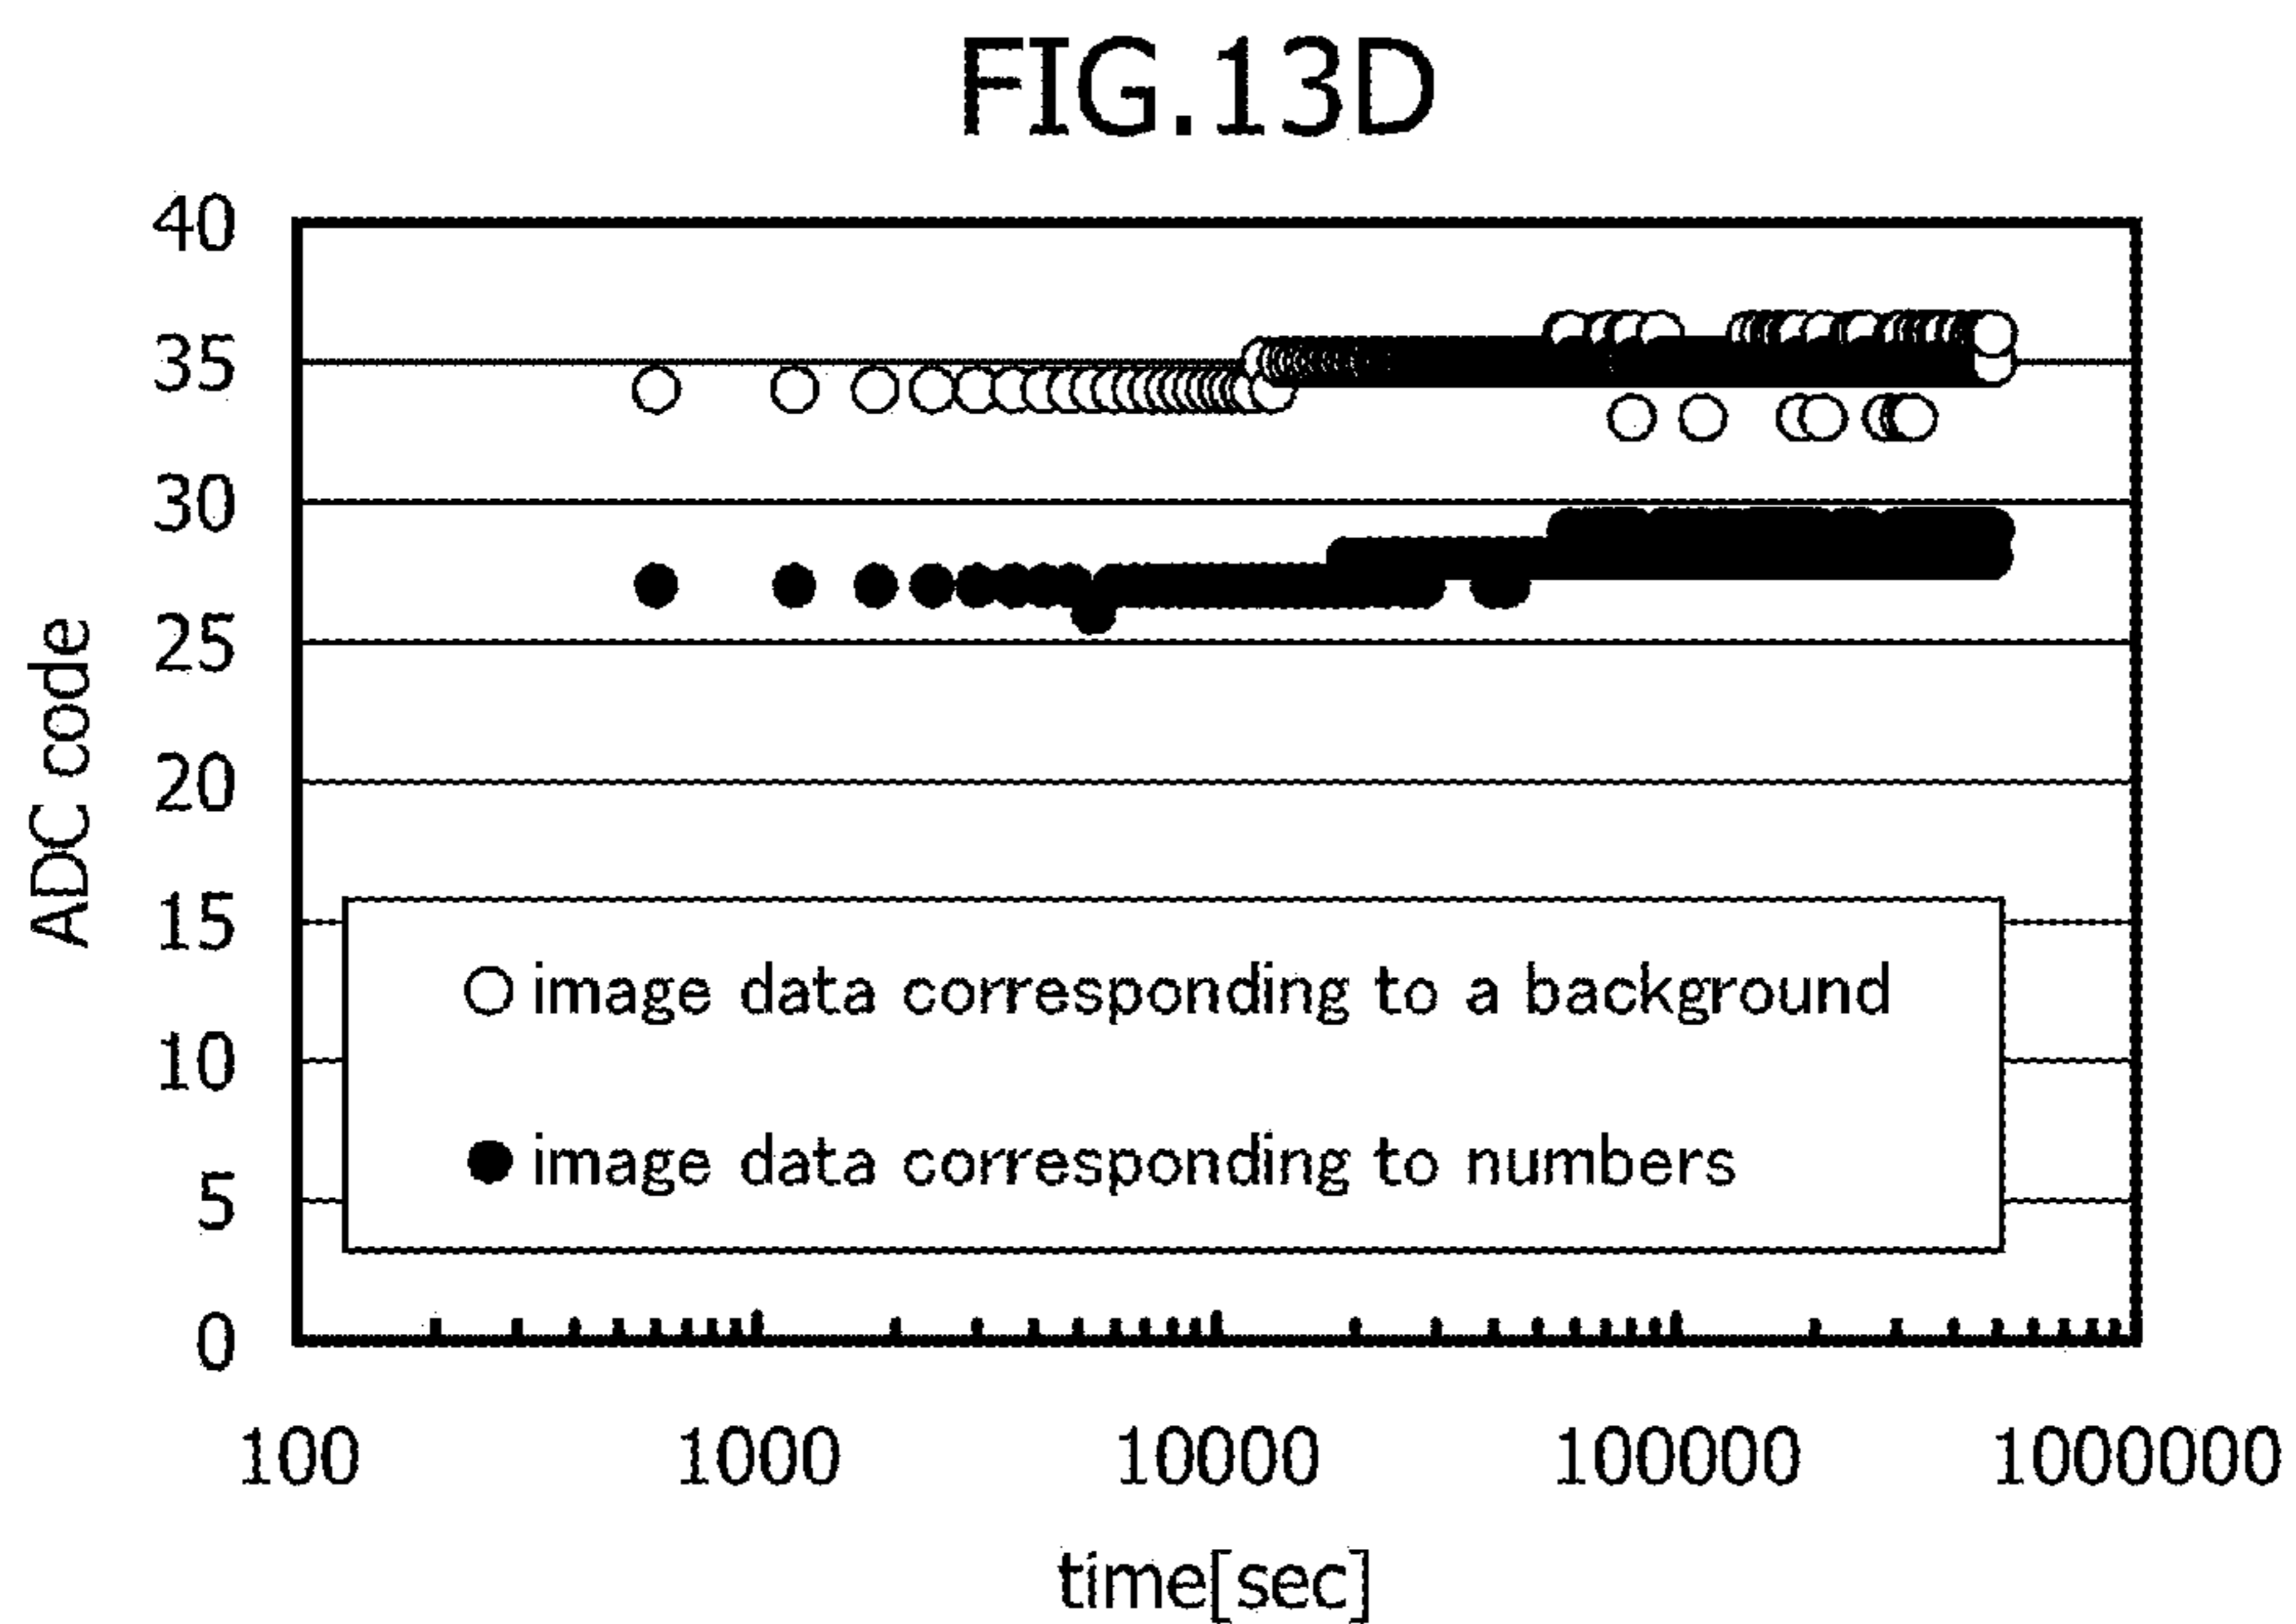 FIG.13D
40
35
30
25
20
15
10
5
0
ADC code
○ image data corresponding to a background
● image data corresponding to numbers
100 1000 10000 100000 1000000
time[sec]